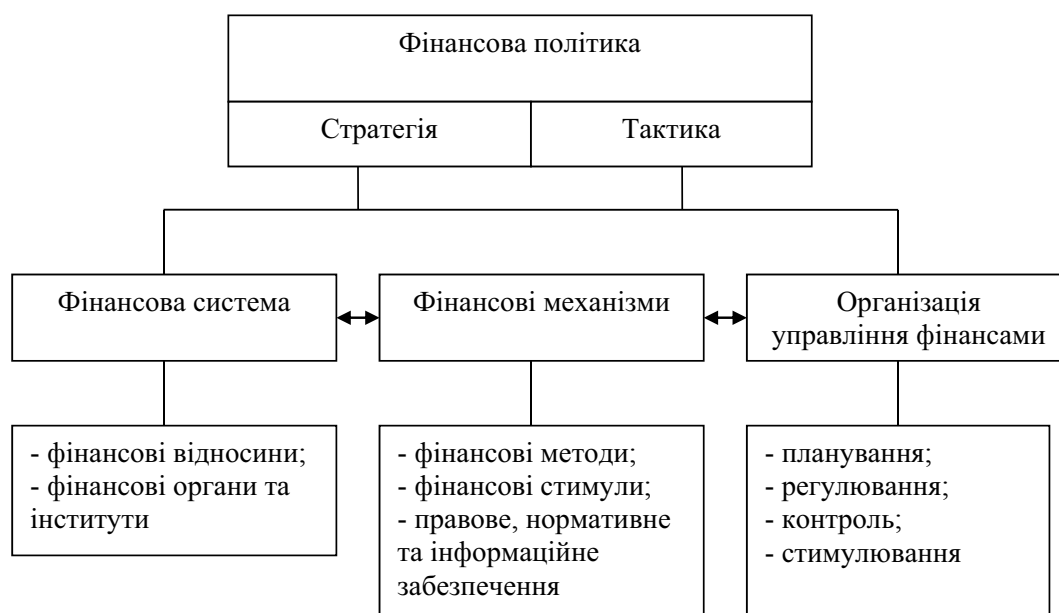 Фінансова політика
Стратегія
Тактика
Фінансова система
Фінансові механізми
Організація
управління фінансами
- фінансові відносини;
- фінансові органи та
інститути
- фінансові методи;
- фінансові стимули;
- правове, нормативне
та інформаційне
забезпечення
- планування;
- регулювання;
- контроль;
- стимулювання